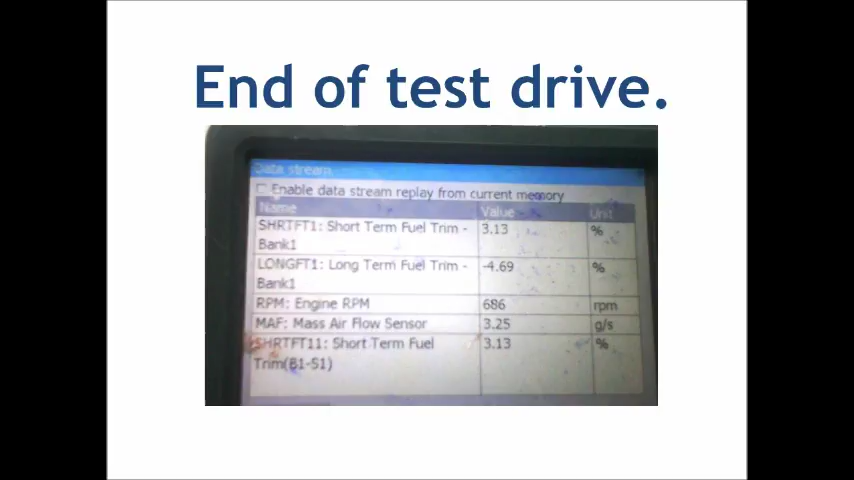 End of test drive.
Data stream
Enable data stream replay from current memory
Name Value Unit
SHRTFT1: Short Term Fuel Trim - 3.13 %
Bank1
LONGFT1: Long Term Fuel Trim - -4.69 %
Bank1
RPM: Engine RPM 686 rpm
MAF: Mass Air Flow Sensor 3.25 g/s
SHRTFT11: Short Term Fuel 3.13 %
Trim(B1-S1)